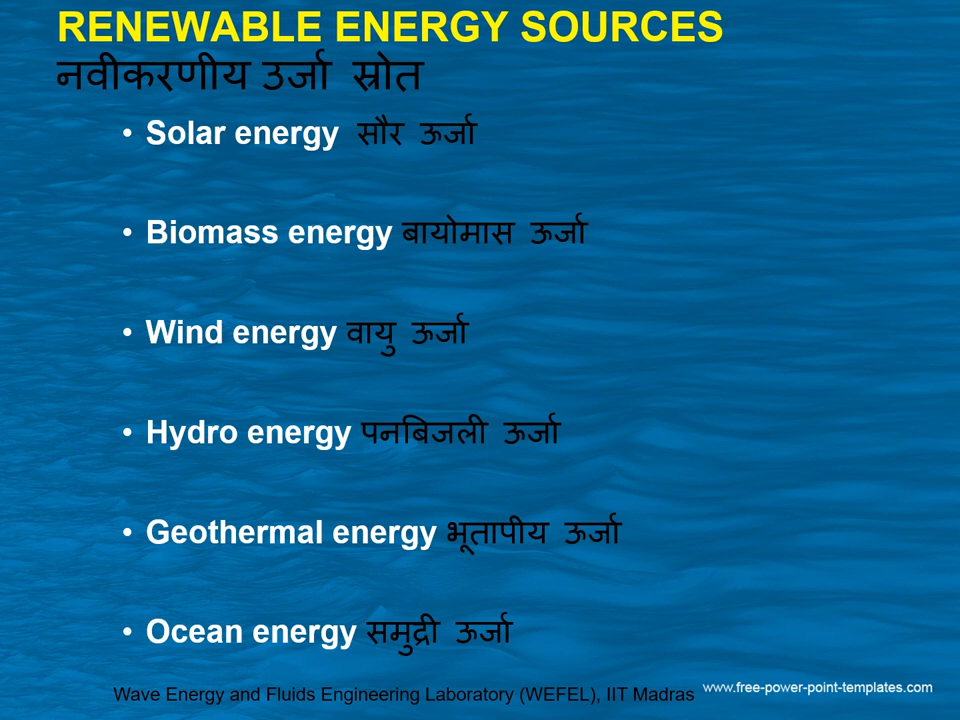 RENEWABLE ENERGY SOURCES
नवीकरणीय उर्जा स्रोत
• Solar energy सौर ऊर्जा
• Biomass energy बायोमास ऊर्जा
• Wind energy वायु ऊर्जा
• Hydro energy पनबिजली ऊर्जा
• Geothermal energy भूतापीय ऊर्जा
• Ocean energy समुद्री ऊर्जा
Wave Energy and Fluids Engineering Laboratory (WEFEL), IIT Madras
www.free-power-point-templates.com